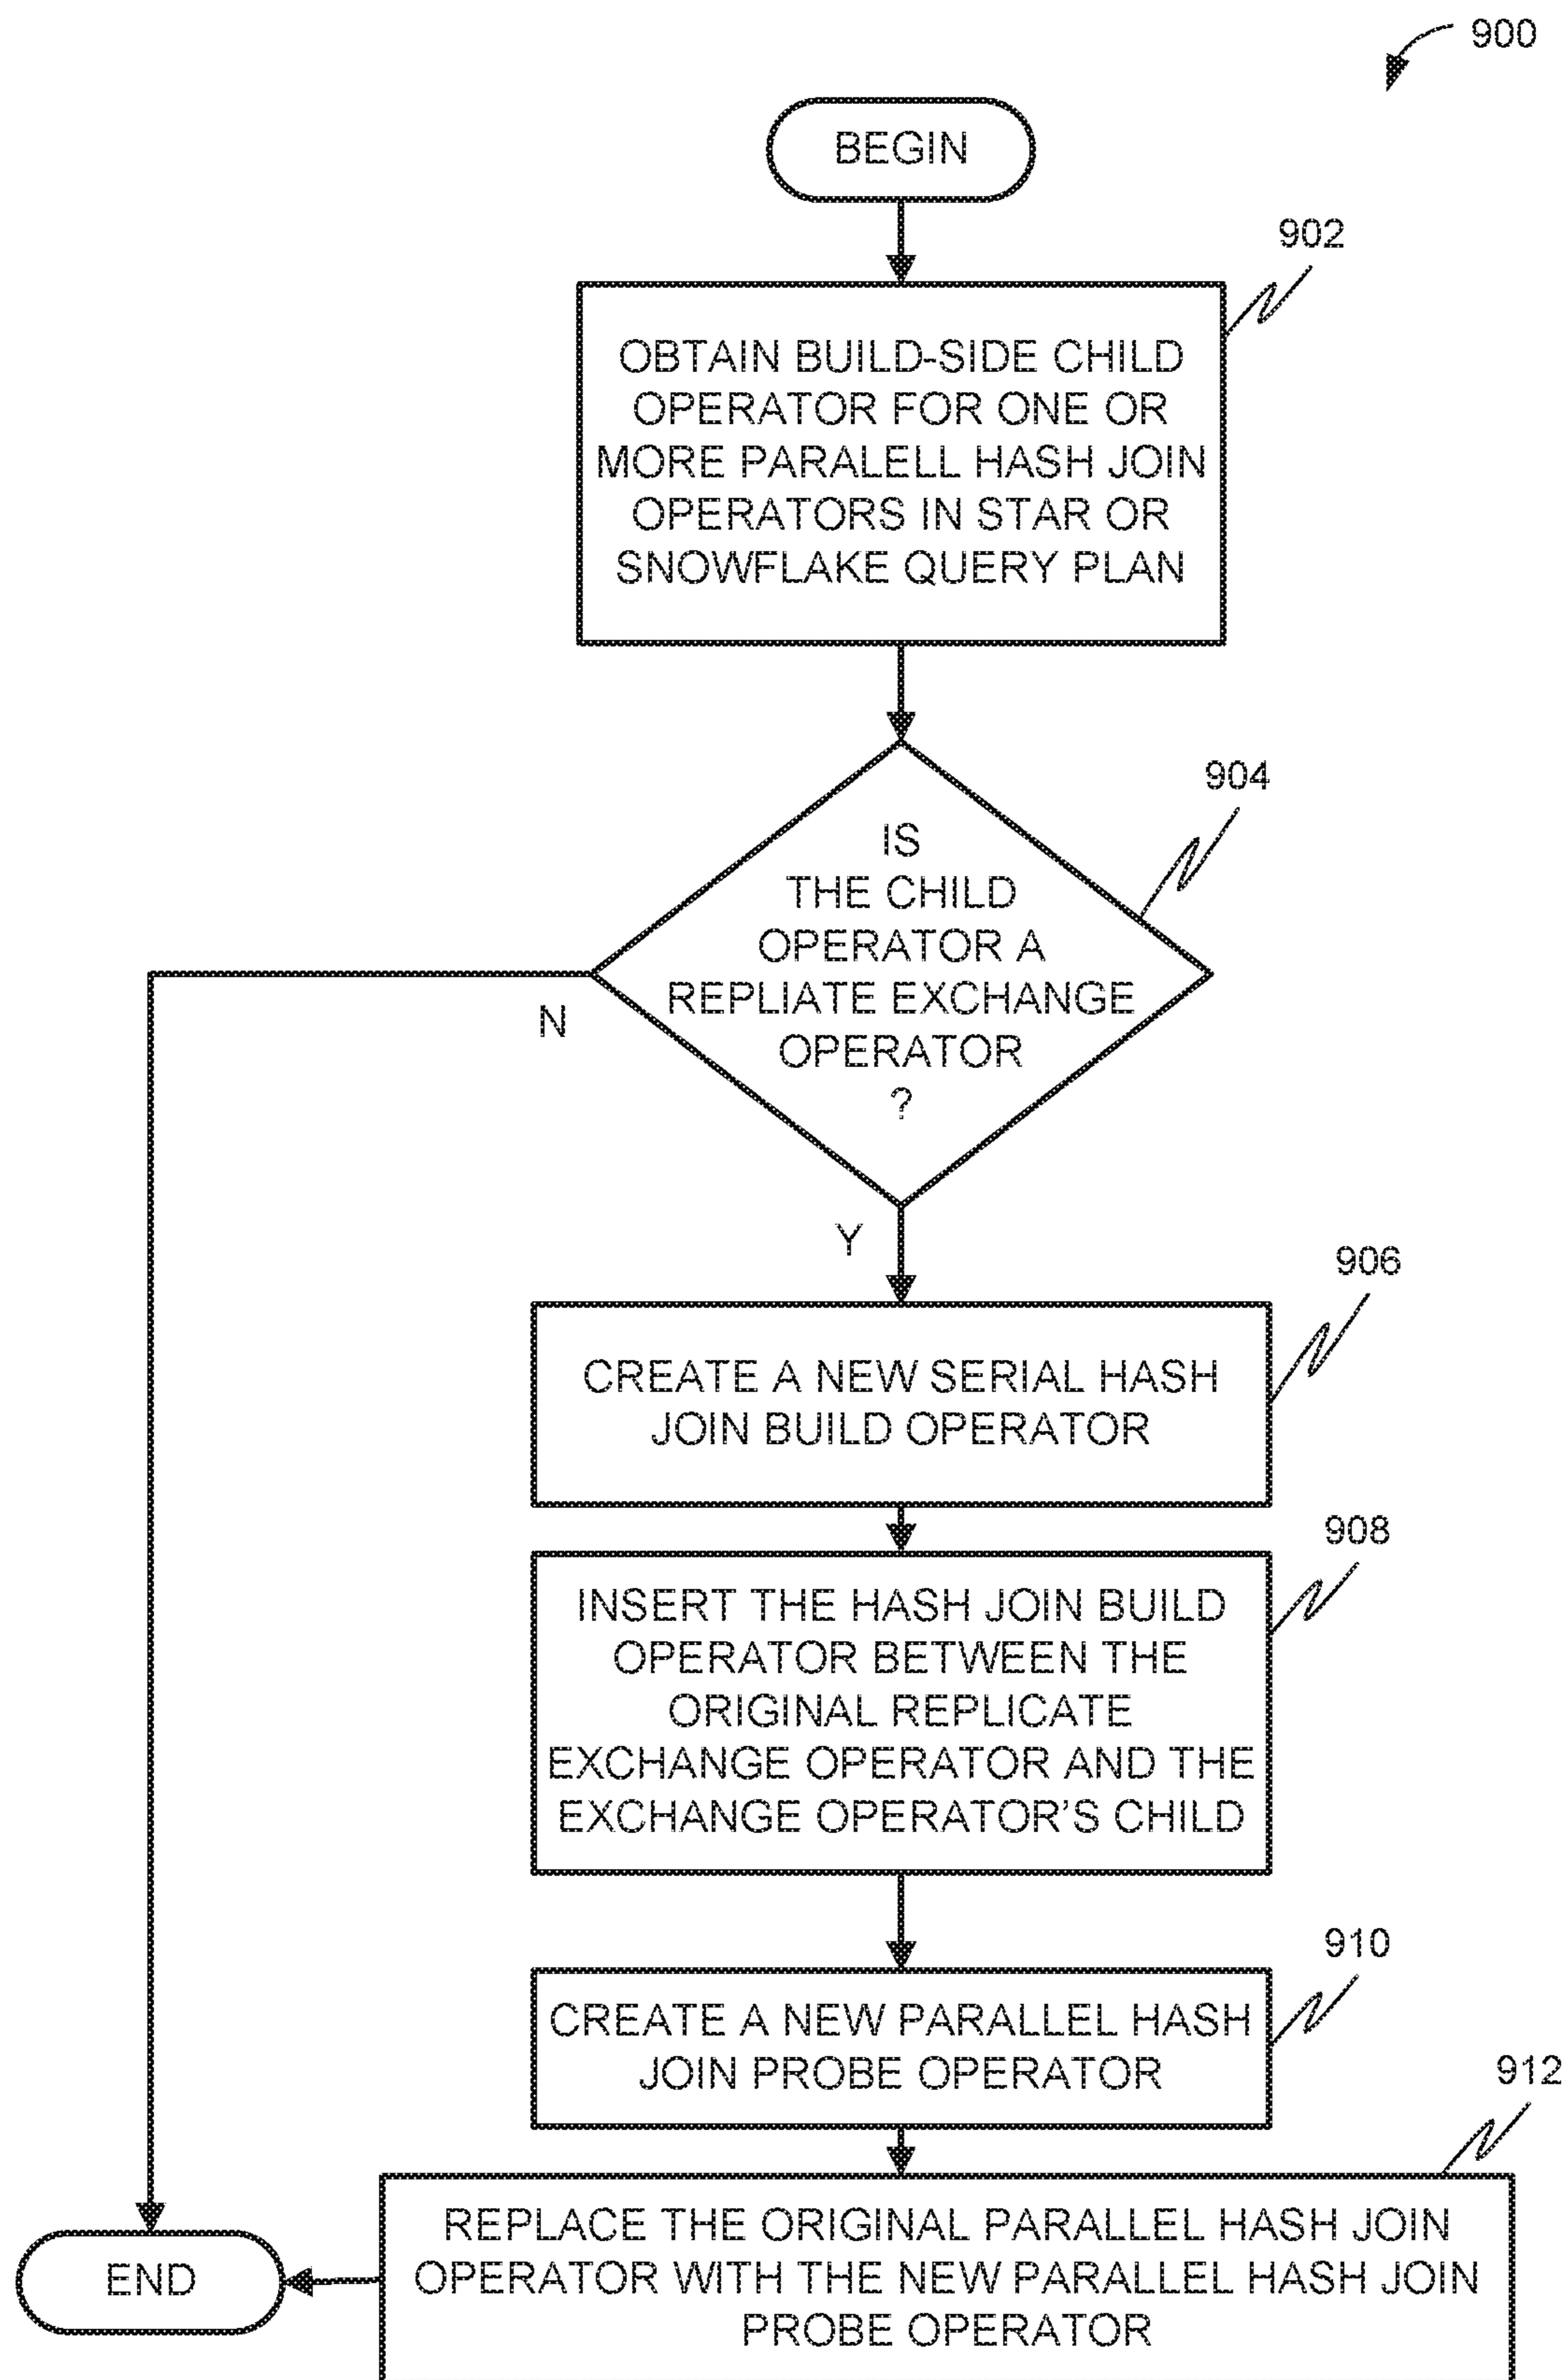 900
BEGIN
902
OBTAIN BUILD-SIDE CHILD
OPERATOR FOR ONE OR
MORE PARALELL HASH JOIN
OPERATORS IN STAR OR
SNOWFLAKE QUERY PLAN
904
IS
THE CHILD
OPERATOR A
REPLIATE EXCHANGE
OPERATOR
?
N
Y
906
CREATE A NEW SERIAL HASH
JOIN BUILD OPERATOR
908
INSERT THE HASH JOIN BUILD
OPERATOR BETWEEN THE
ORIGINAL REPLICATE
EXCHANGE OPERATOR AND THE
EXCHANGE OPERATOR'S CHILD
910
CREATE A NEW PARALLEL HASH
JOIN PROBE OPERATOR
912
REPLACE THE ORIGINAL PARALLEL HASH JOIN
OPERATOR WITH THE NEW PARALLEL HASH JOIN
PROBE OPERATOR
END